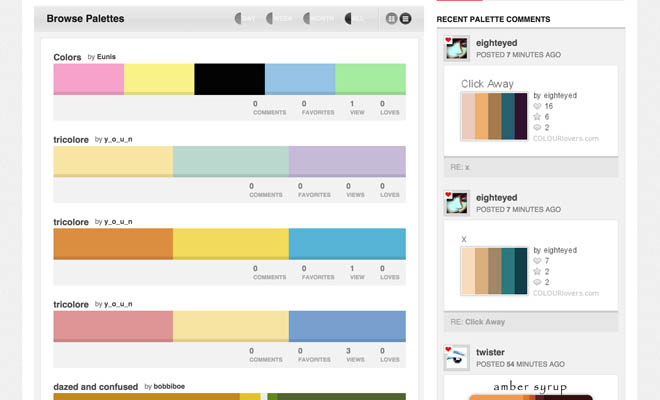 Browse Palettes
DAY
WEEK
MONTH
ALL
Colors by Eunis
0 0 1 0
COMMENTS FAVORITES VIEW LOVES
tricolore by y_o_u_n
0 0 0 0
COMMENTS FAVORITES VIEWS LOVES
tricolore by y_o_u_n
0 0 1 0
COMMENTS FAVORITES VIEW LOVES
tricolore by y_o_u_n
0 0 3 0
COMMENTS FAVORITES VIEWS LOVES
dazed and confused by bobbiboe
RECENT PALETTE COMMENTS
eighteyed
POSTED 7 MINUTES AGO
Click Away
by eighteyed
16
6
2
COLOURlovers.com
RE: x
eighteyed
POSTED 7 MINUTES AGO
x
by eighteyed
7
2
2
COLOURlovers.com
RE: Click Away
twister
POSTED 54 MINUTES AGO
amber syrup